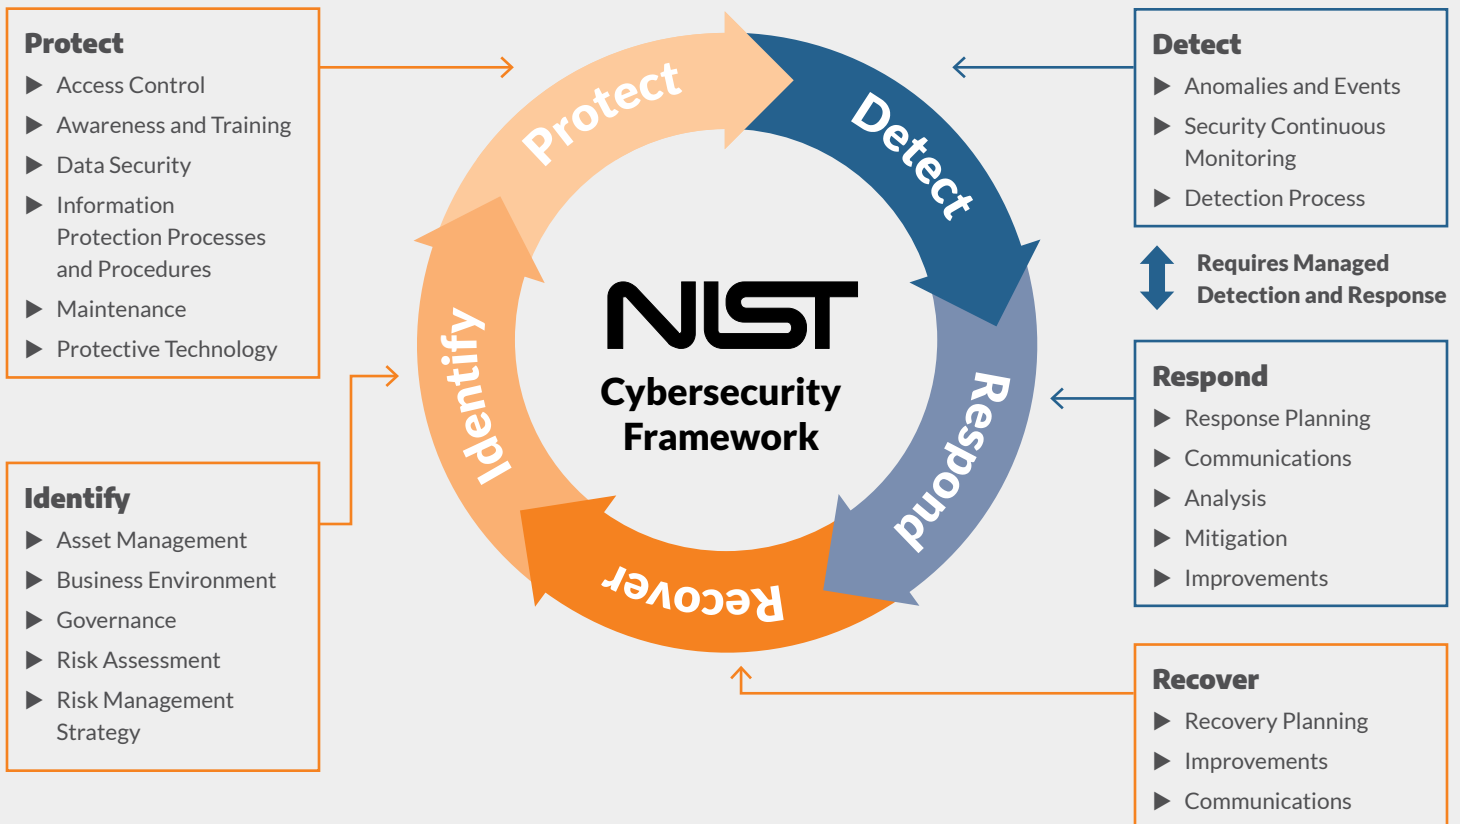 Protect
Access Control
Awareness and Training
Data Security
Information
Protection Processes
and Procedures
Maintenance
Protective Technology
Identify
Asset Management
Business Environment
Governance
Risk Assessment
Risk Management
Strategy
Protect
Detect
Respond
Recover
Identify
NIST
Cybersecurity
Framework
Detect
Anomalies and Events
Security Continuous
Monitoring
Detection Process
Requires Managed
Detection and Response
Respond
Response Planning
Communications
Analysis
Mitigation
Improvements
Recover
Recovery Planning
Improvements
Communications